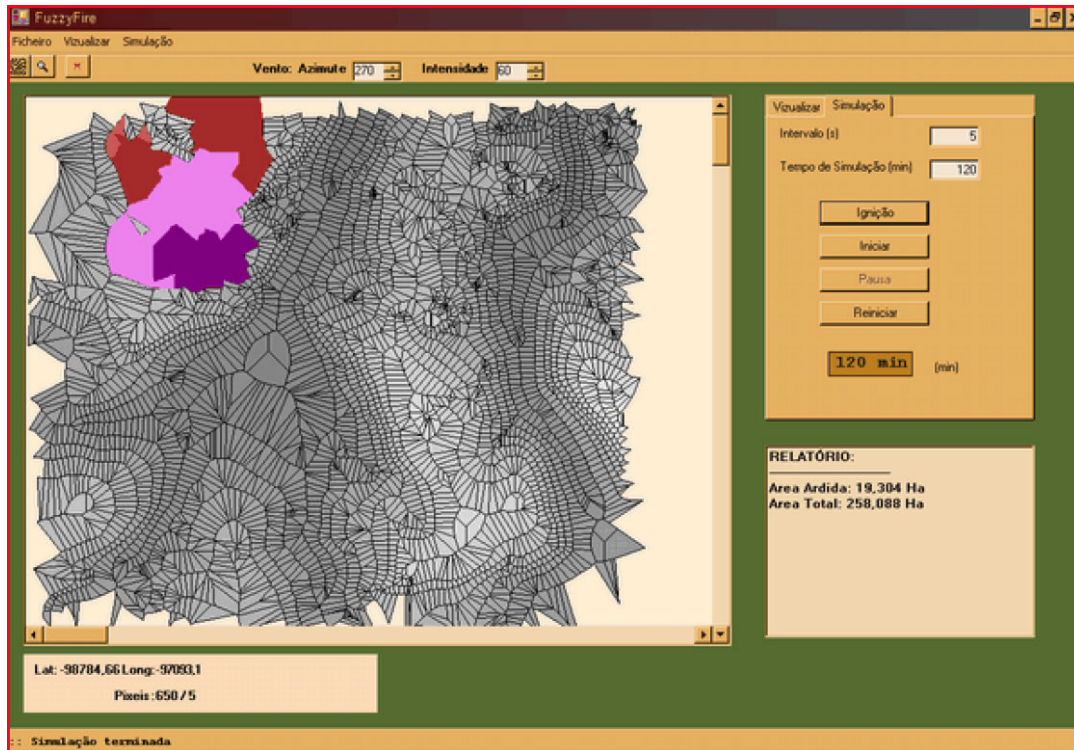 FuzzyFire
Ficheiro Vizualizar Simulação
Vento: Azimute 270 Intensidade 60
Vizualizar Simulação
Intervalo (s) 5
Tempo de Simulação (min) 120
Ignição
Iniciar
Pausa
Reiniciar
120 min (min)
RELATÓRIO:
Area Ardida: 19,304 Ha
Area Total: 258,088 Ha
Lat: -98784,66 Long:-97093,1
Pixeis :650 / 5
:: Simulação terminada